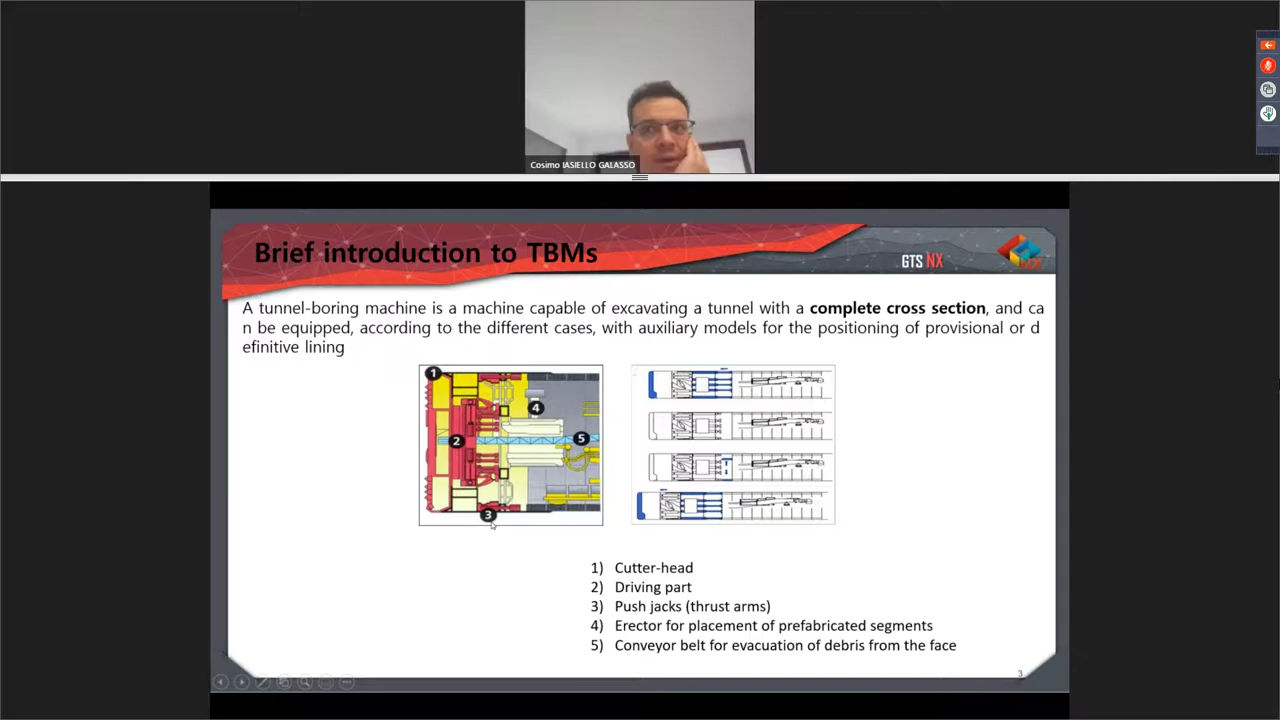 Cosimo IASIELLO GALASSO
Brief introduction to TBMs
GTS NX
NX
A tunnel-boring machine is a machine capable of excavating a tunnel with a complete cross section, and ca
n be equipped, according to the different cases, with auxiliary models for the positioning of provisional or d
efinitive lining
1
2
3
4
5
1) Cutter-head
2) Driving part
3) Push jacks (thrust arms)
4) Erector for placement of prefabricated segments
5) Conveyor belt for evacuation of debris from the face
3